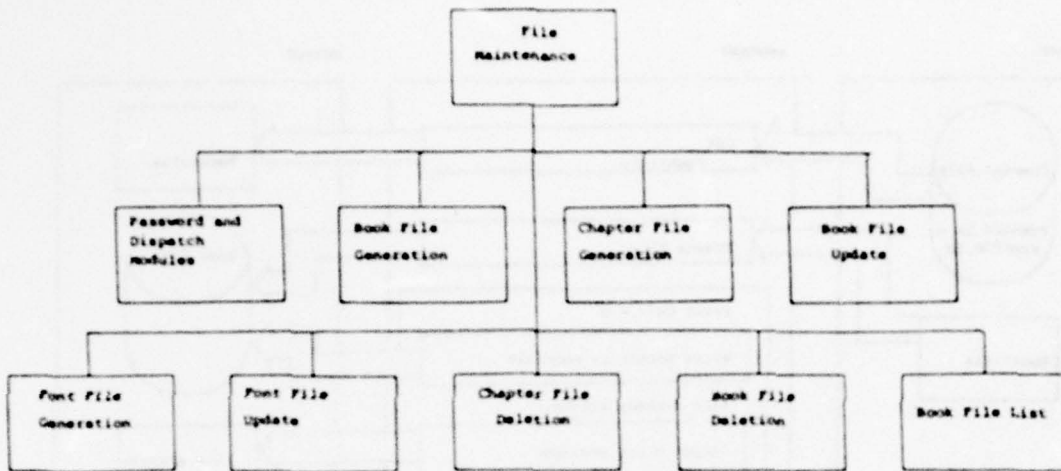 File
Maintenance
Password and
Dispatch
Modules
Book File
Generation
Chapter File
Generation
Book File
Update
Font File
Generation
Font File
Update
Chapter File
Deletion
Book File
Deletion
Book File List